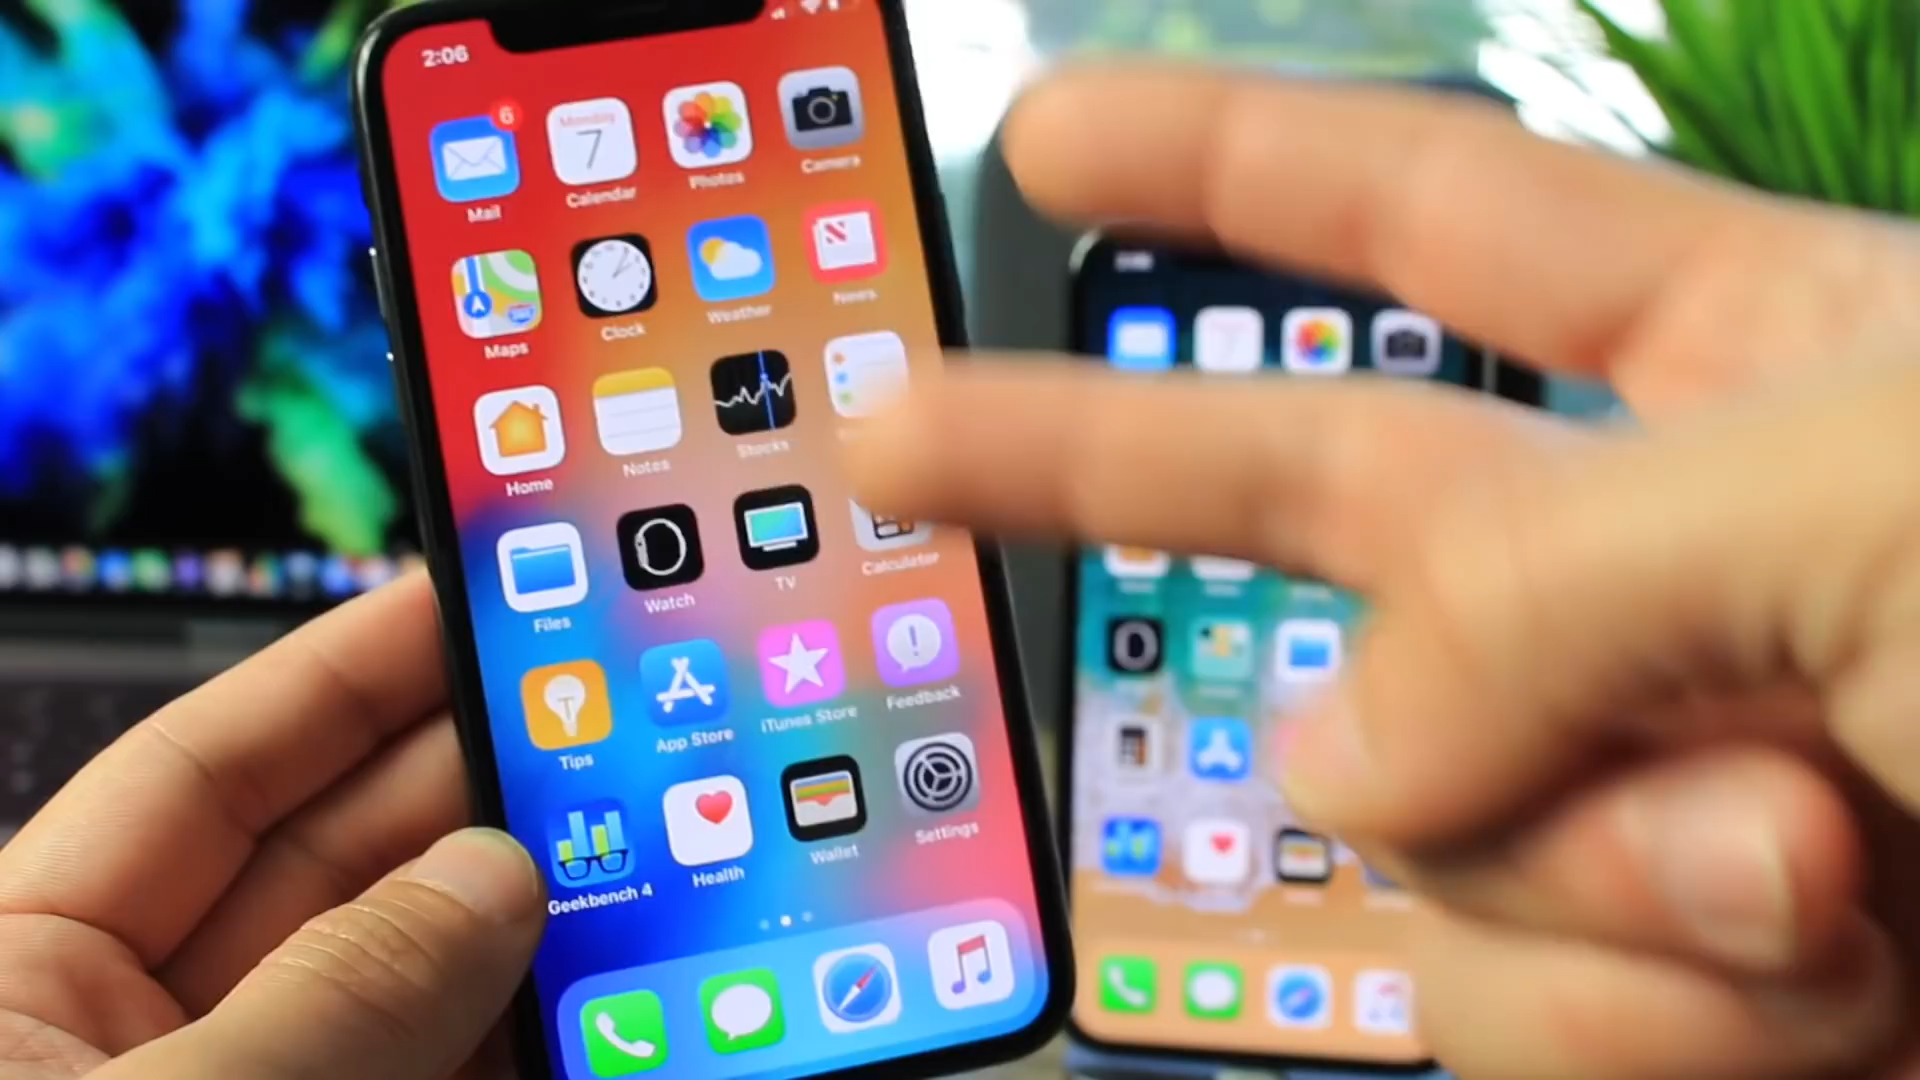 2:06
6
Monday
7
Mail
Calendar
Photos
Camera
Maps
Clock
Weather
News
Home
Notes
Stocks
Files
Watch
TV
Calculator
Tips
App Store
iTunes Store
Feedback
Geekbench 4
Health
Wallet
Settings